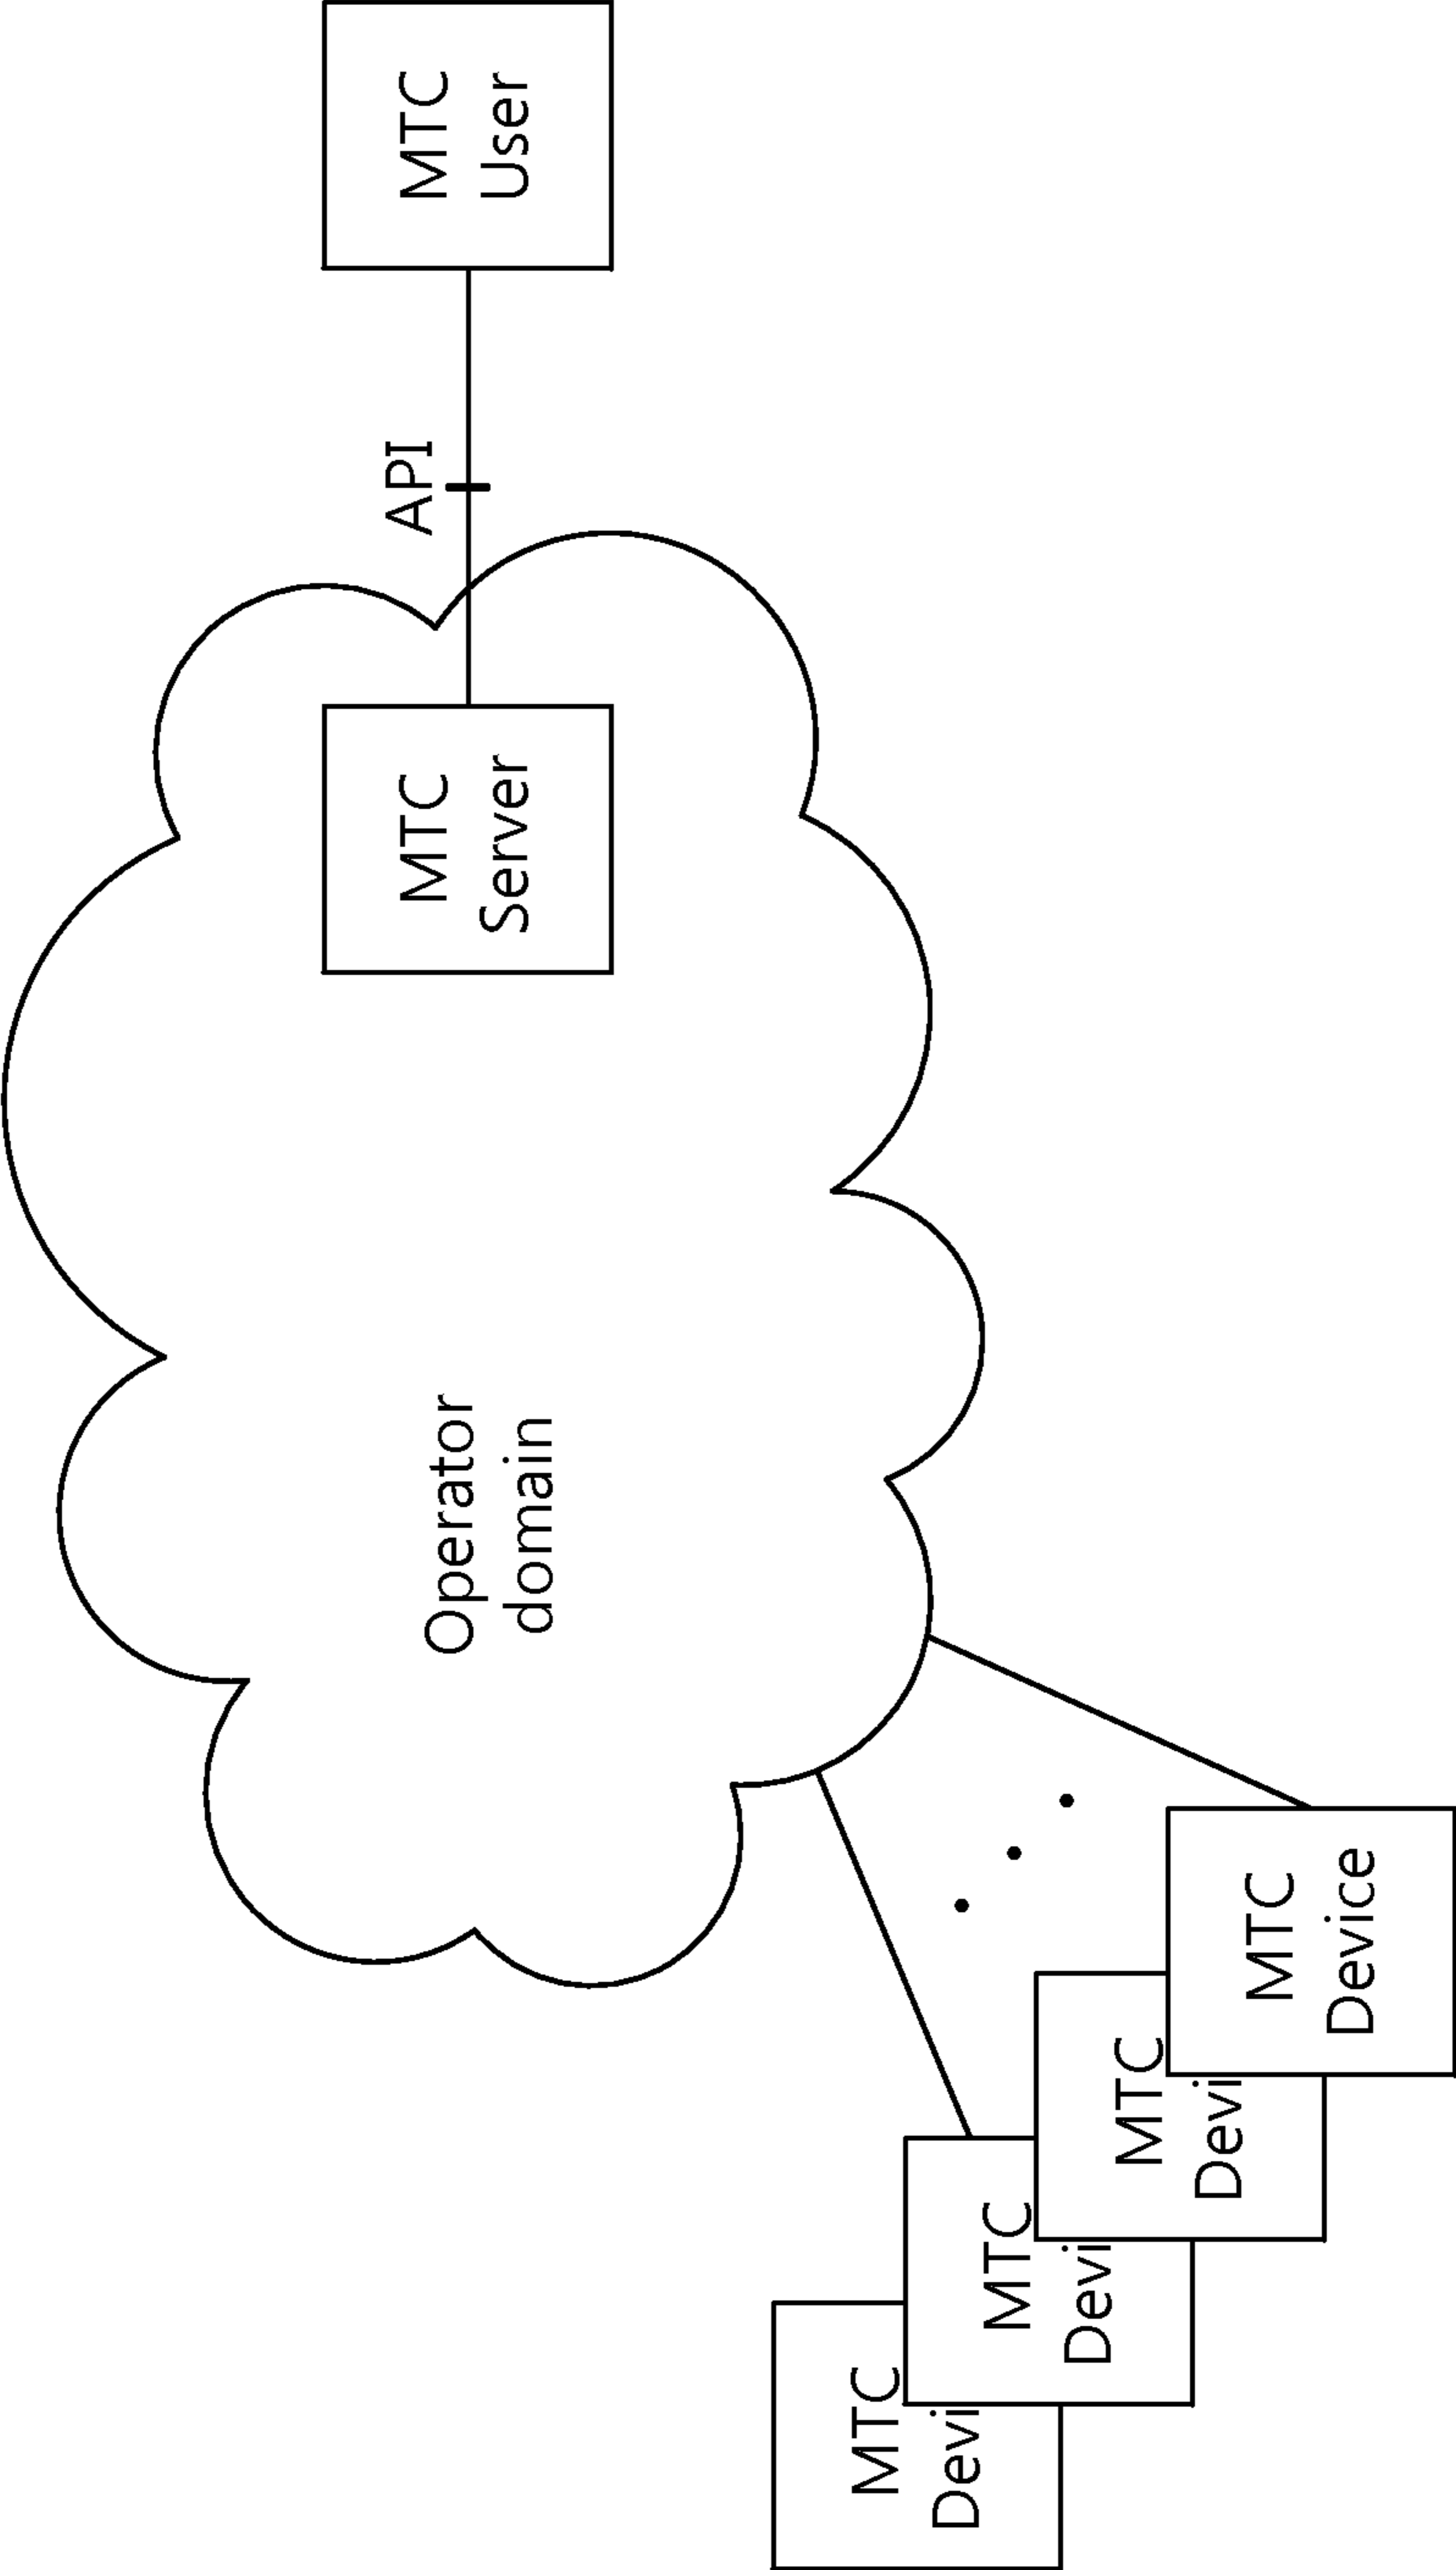 MTC
Devi
MTC
Devi
MTC
Devi
MTC
Device
Operator
domain
MTC
Server
API
MTC
User